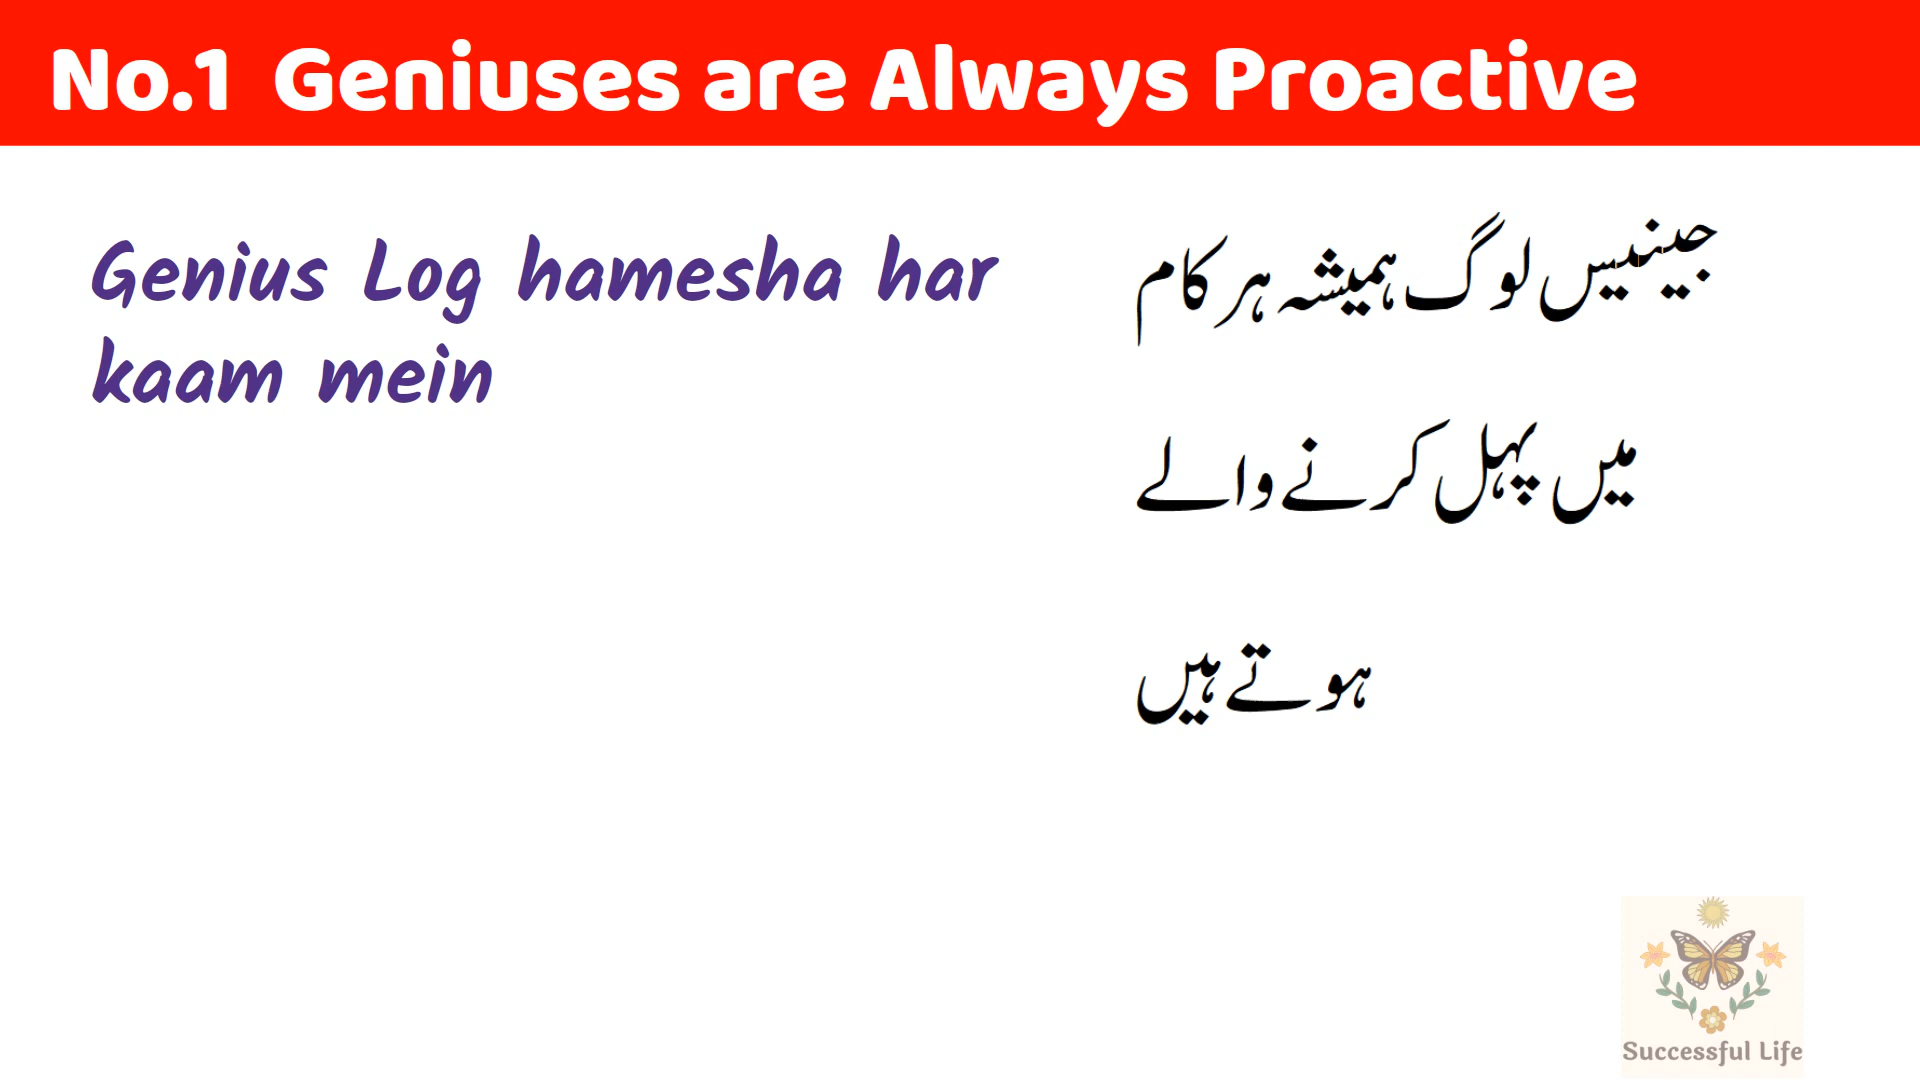 No.1 Geniuses are Always Proactive
Genius Log hamesha har
kaam mein
جینیس لوگ ہمیشہ ہر کام
میں پہل کرنے والے
ہوتے ہیں
Successful Life